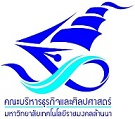 คณะบริหารธุรกิจและศิลปศาสตร์
มหาวิทยาลัยเทคโนโลยีราชมงคลล้านนา